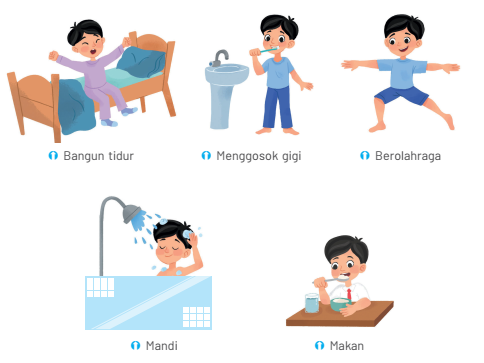 Bangun tidur
Menggosok gigi
Berolahraga
Mandi
Makan